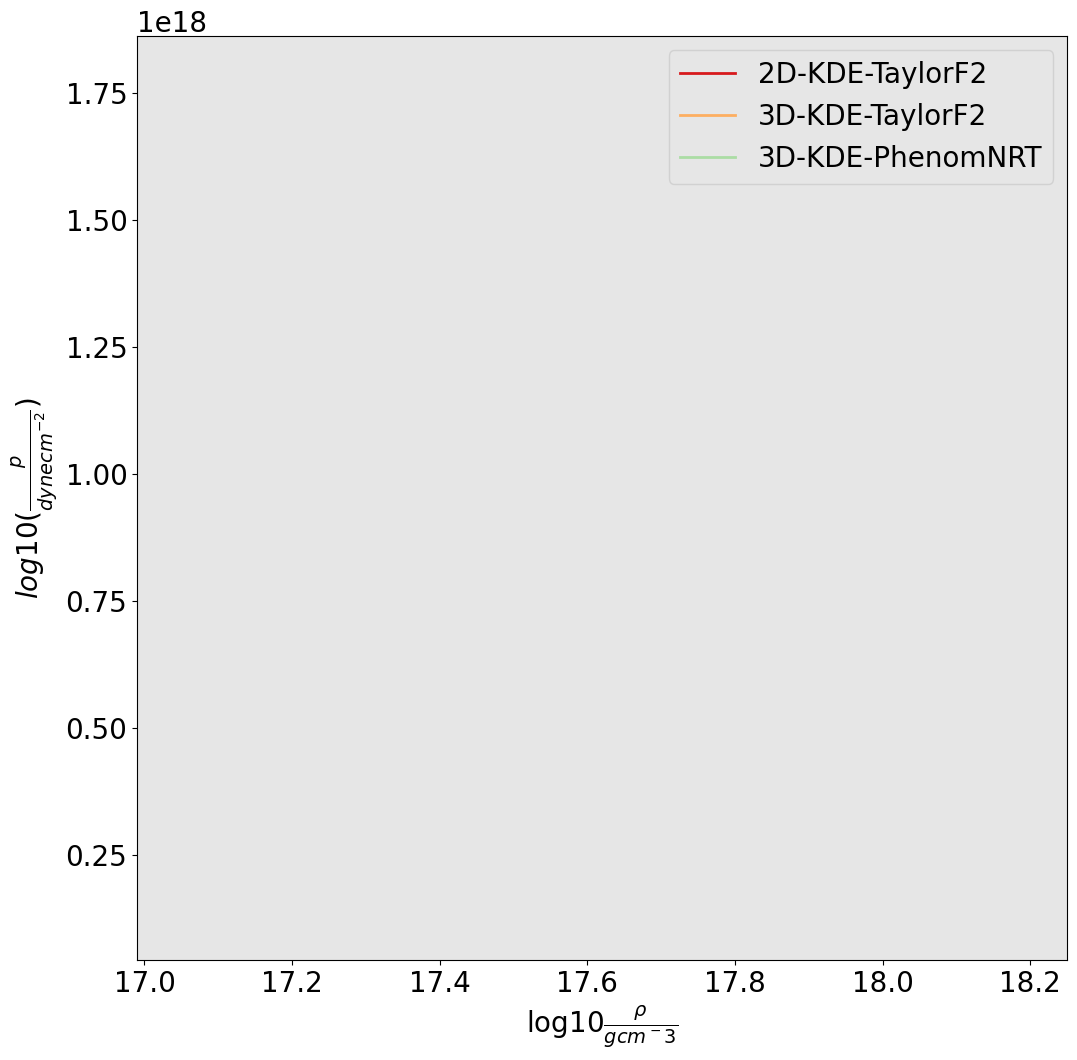 1e18
2D-KDE-TaylorF2
3D-KDE-TaylorF2
3D-KDE-PhenomNRT
1.75
1.50
1.25
1.00
0.75
0.50
0.25
log10(p/dynecm⁻²)
17.0 17.2 17.4 17.6 17.8 18.0 18.2
log10 ρ/gcm⁻3